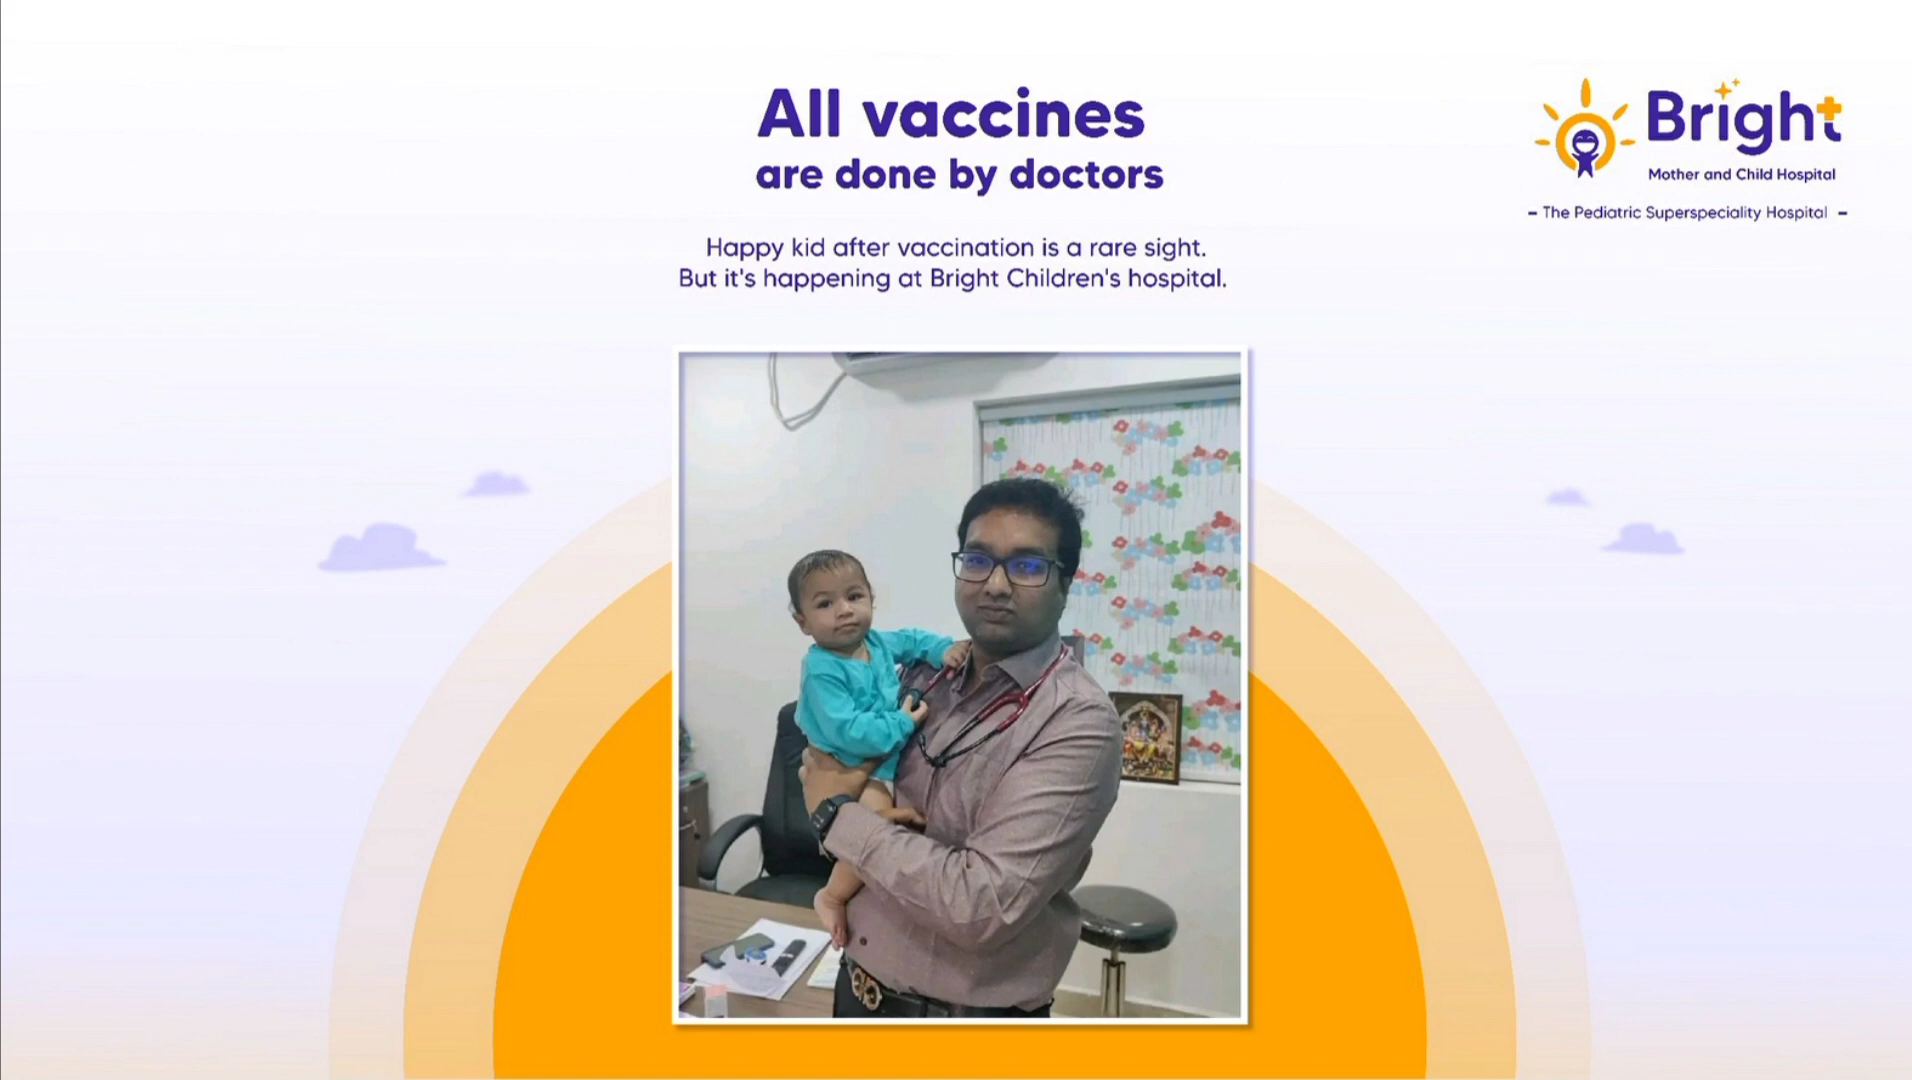 All vaccines
are done by doctors
Happy kid after vaccination is a rare sight.
But it's happening at Bright Children's hospital.
Bright
Mother and Child Hospital
- The Pediatric Superspeciality Hospital -